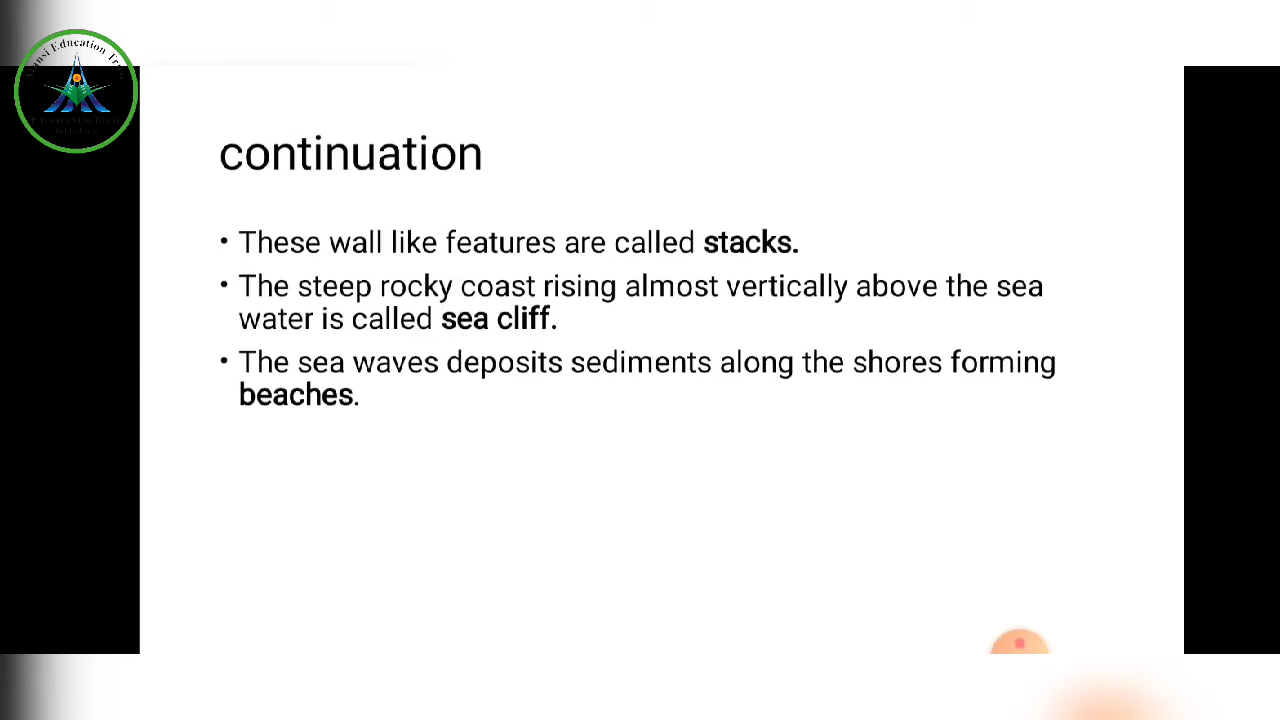 continuation
• These wall like features are called stacks.
• The steep rocky coast rising almost vertically above the sea
water is called sea cliff.
• The sea waves deposits sediments along the shores forming
beaches.
Education